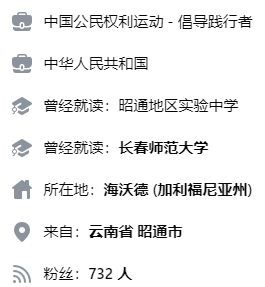 中国公民权利运动 - 倡导践行者
中华人民共和国
曾经就读：昭通地区实验中学
曾经就读：长春师范大学
所在地：海沃德 (加利福尼亚州)
来自：云南省 昭通市
粉丝：732 人